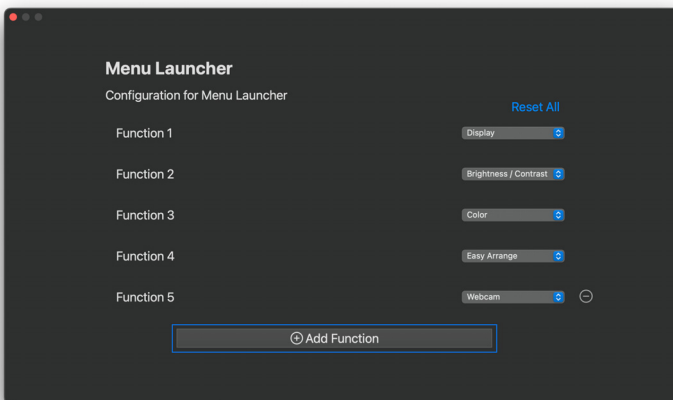 Menu Launcher
Configuration for Menu Launcher
Reset All
Function 1 Display
Function 2 Brightness / Contrast
Function 3 Color
Function 4 Easy Arrange
Function 5 Webcam
Add Function